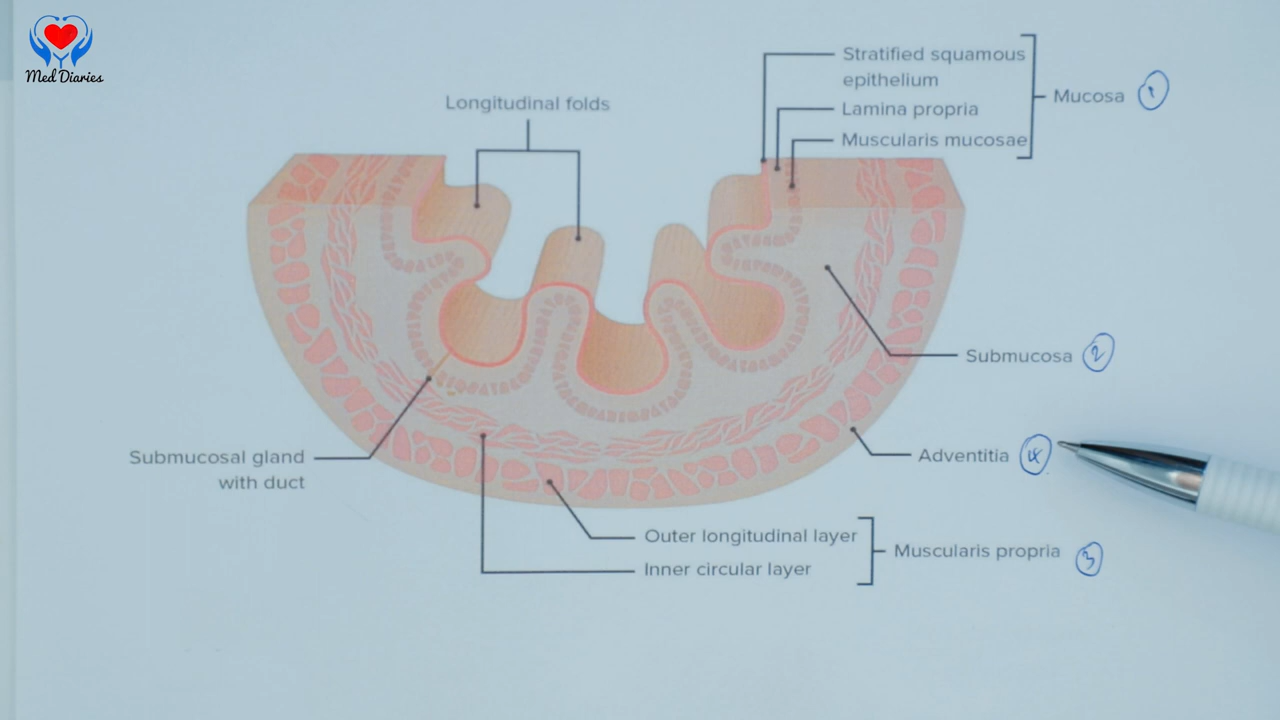 Med Diaries
Longitudinal folds
Stratified squamous
epithelium
Lamina propria
Muscularis mucosae
Mucosa 1
Submucosa 2
Adventitia 4
Submucosal gland
with duct
Outer longitudinal layer
Inner circular layer
Muscularis propria 3